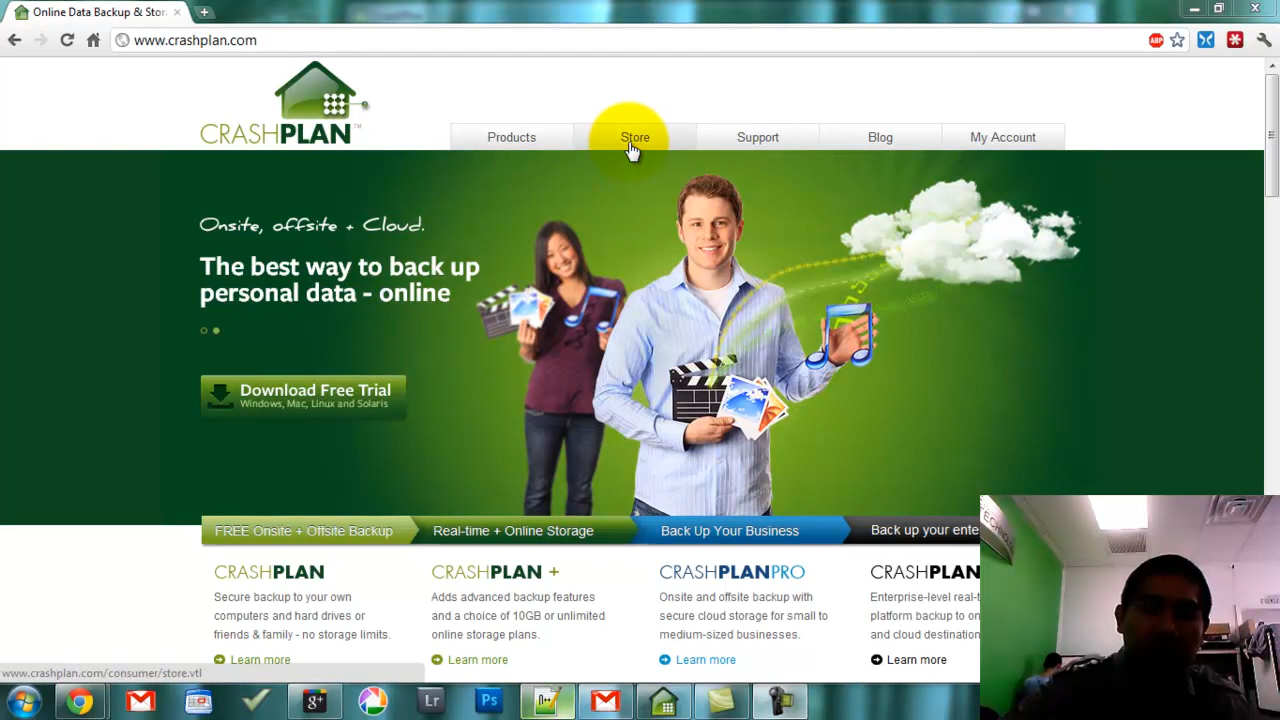 Online Data Backup & Stor
www.crashplan.com
ABP
CRASHPLAN™
Products
Store
Support
Blog
My Account
Onsite, offsite + Cloud.
The best way to back up
personal data - online
Download Free Trial
Windows, Mac, Linux and Solaris
FREE Onsite + Offsite Backup
Real-time + Online Storage
Back Up Your Business
Back up your ente
CRASHPLAN
Secure backup to your own
computers and hard drives or
friends & family - no storage limits.
Learn more
CRASHPLAN +
Adds advanced backup features
and a choice of 10GB or unlimited
online storage plans.
Learn more
CRASHPLANPRO
Onsite and offsite backup with
secure cloud storage for small to
medium-sized businesses.
Learn more
CRASHPLAN
Enterprise-level real-t
platform backup to on
and cloud destination
Learn more
TECHNOLO
www.crashplan.com/consumer/store.vtl
g+
Lr
Ps